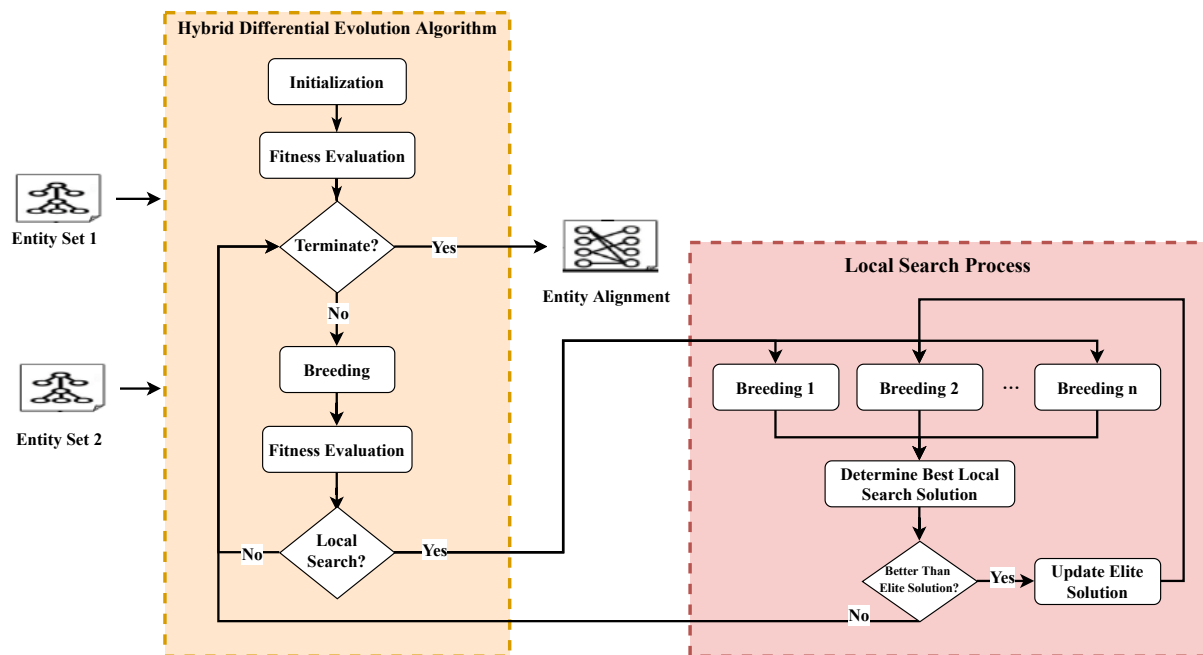 Hybrid Differential Evolution Algorithm
Initialization
Fitness Evaluation
Entity Set 1
Terminate?
Yes
Entity Alignment
No
Entity Set 2
Breeding
Fitness Evaluation
Local
Search?
No
Yes
Local Search Process
Breeding 1
Breeding 2
...
Breeding n
Determine Best Local
Search Solution
Better Than
Elite Solution?
Yes
Update Elite
Solution
No